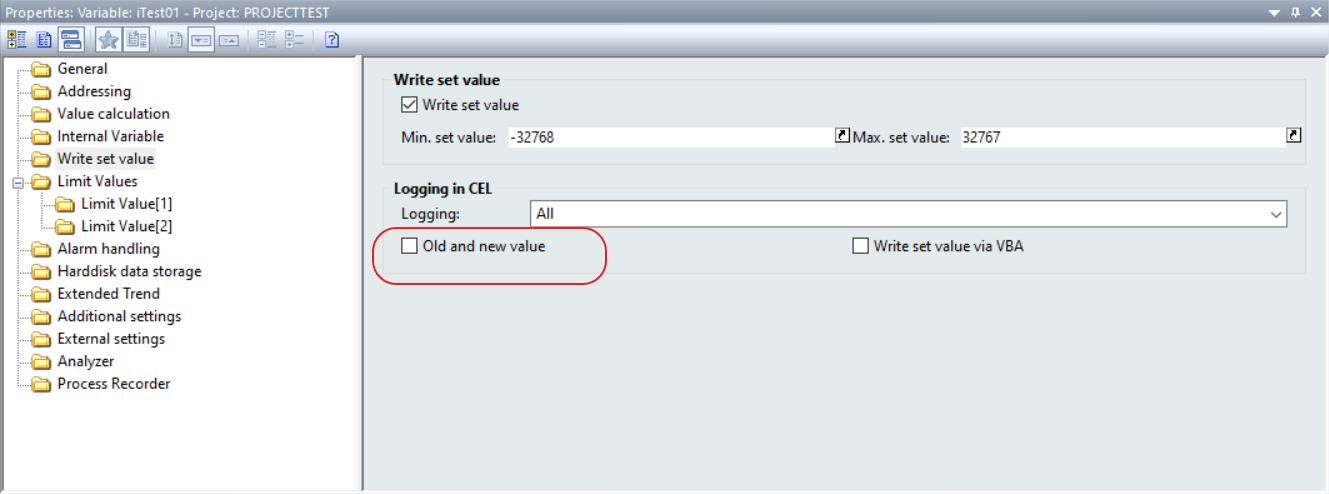 Properties: Variable: iTest01 - Project: PROJECTTEST
General
Addressing
Value calculation
Internal Variable
Write set value
Limit Values
Limit Value[1]
Limit Value[2]
Alarm handling
Harddisk data storage
Extended Trend
Additional settings
External settings
Analyzer
Process Recorder
Write set value
Write set value
Min. set value: -32768 Max. set value: 32767
Logging in CEL
Logging: All
Old and new value Write set value via VBA